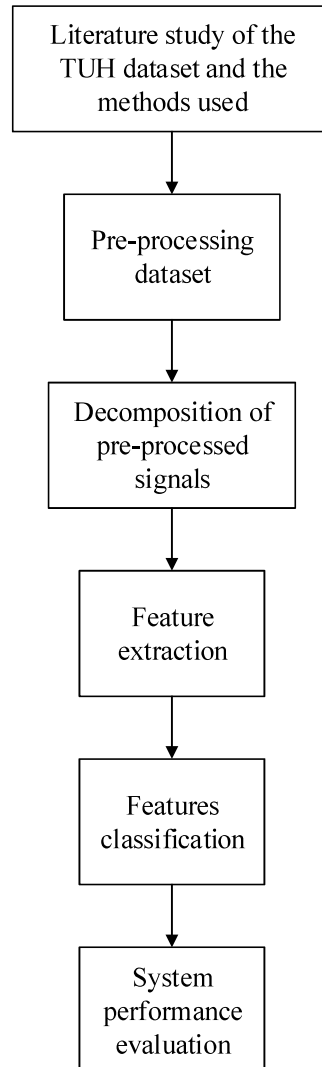 Literature study of the
TUH dataset and the
methods used
Pre-processing
dataset
Decomposition of
pre-processed
signals
Feature
extraction
Features
classification
System
performance
evaluation